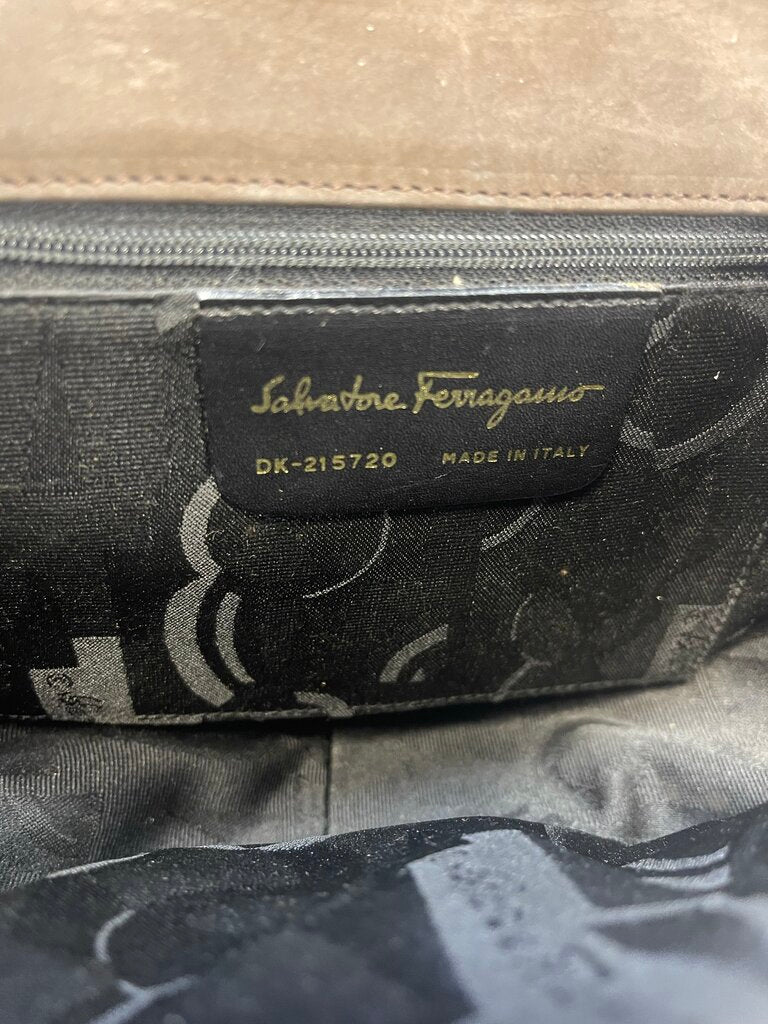 Salvatore Ferragamo
DK-215720 MADE IN ITALY